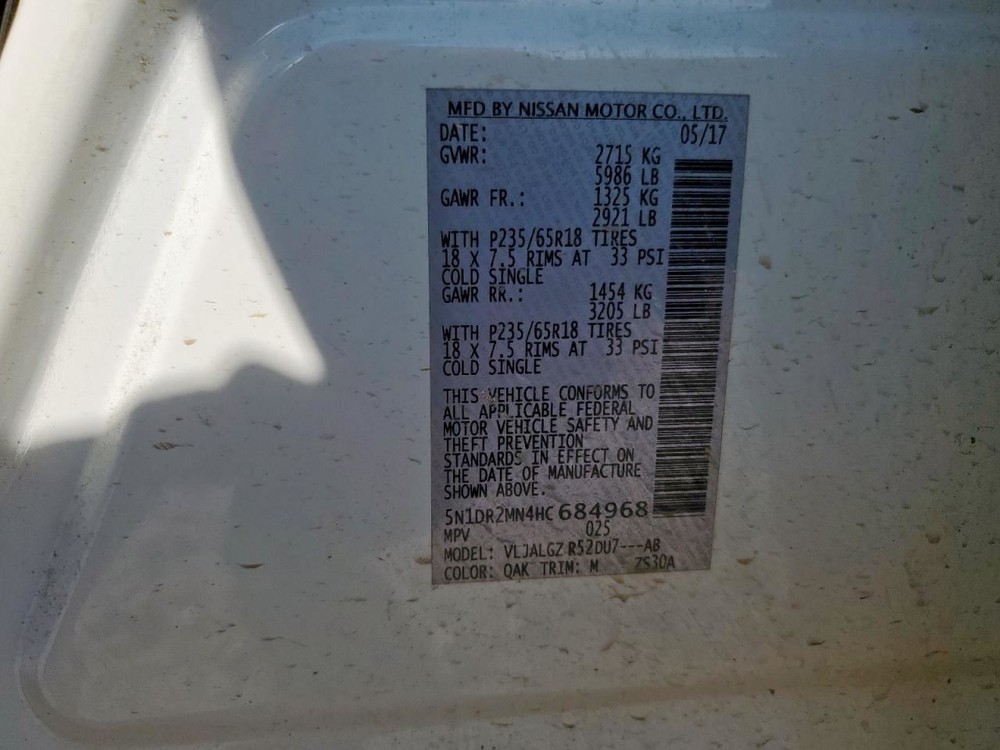 MFD BY NISSAN MOTOR CO., LTD.
DATE: 05/17
GVWR: 2715 KG
5986 LB
GAWR FR.: 1325 KG
2921 LB
WITH P235/65R18 TIRES
18 X 7.5 RIMS AT 33 PSI
COLD SINGLE
GAWR RR.: 1454 KG
3205 LB
WITH P235/65R18 TIRES
18 X 7.5 RIMS AT 33 PSI
COLD SINGLE
THIS VEHICLE CONFORMS TO
ALL APPLICABLE FEDERAL
MOTOR VEHICLE SAFETY AND
THEFT PREVENTION
STANDARDS IN EFFECT ON
THE DATE OF MANUFACTURE
SHOWN ABOVE.
5N1DR2MN4HC684968
MPV 025
MODEL: VLJALGZ R52DU7---AB
COLOR: QAK TRIM: M 7S30A